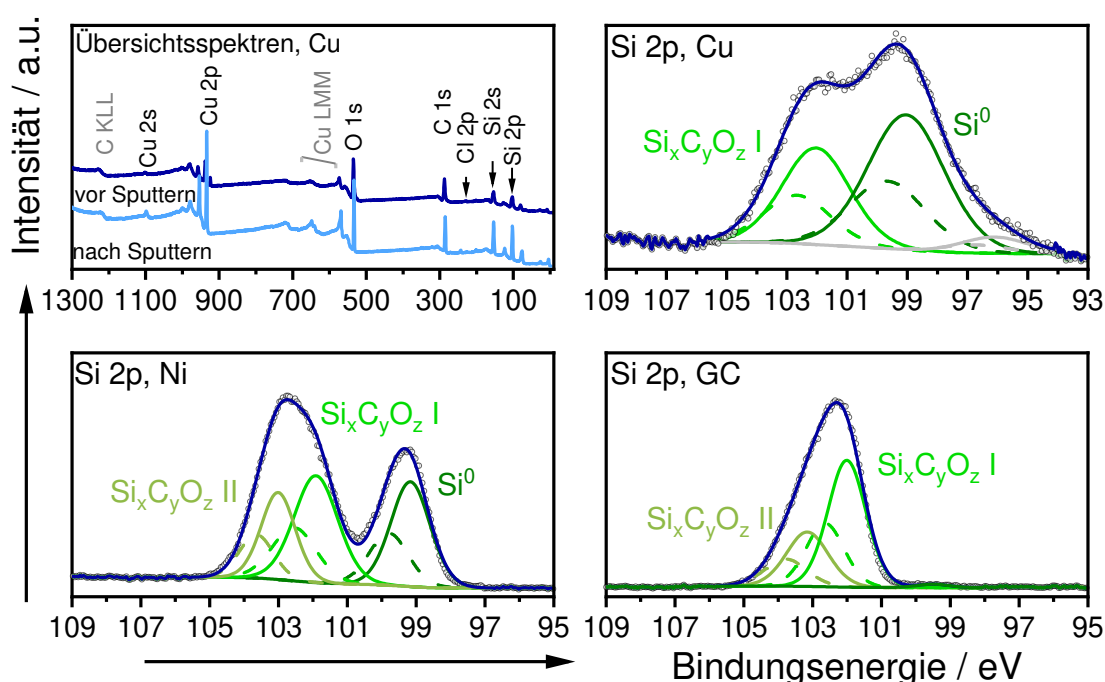 Intensität / a.u.
Übersichtsspektren, Cu
C KLL
Cu 2s
Cu 2p
Cu LMM
O 1s
C 1s
Cl 2p
Si 2s
Si 2p
vor Sputtern
nach Sputtern
1300 1100 900 700 500 300 100
Si 2p, Cu
SixCyOz I
Si⁰
109 107 105 103 101 99 97 95 93
Si 2p, Ni
SixCyOz I
SixCyOz II
Si⁰
109 107 105 103 101 99 97 95
Si 2p, GC
SixCyOz I
SixCyOz II
109 107 105 103 101 99 97 95
Bindungsenergie / eV